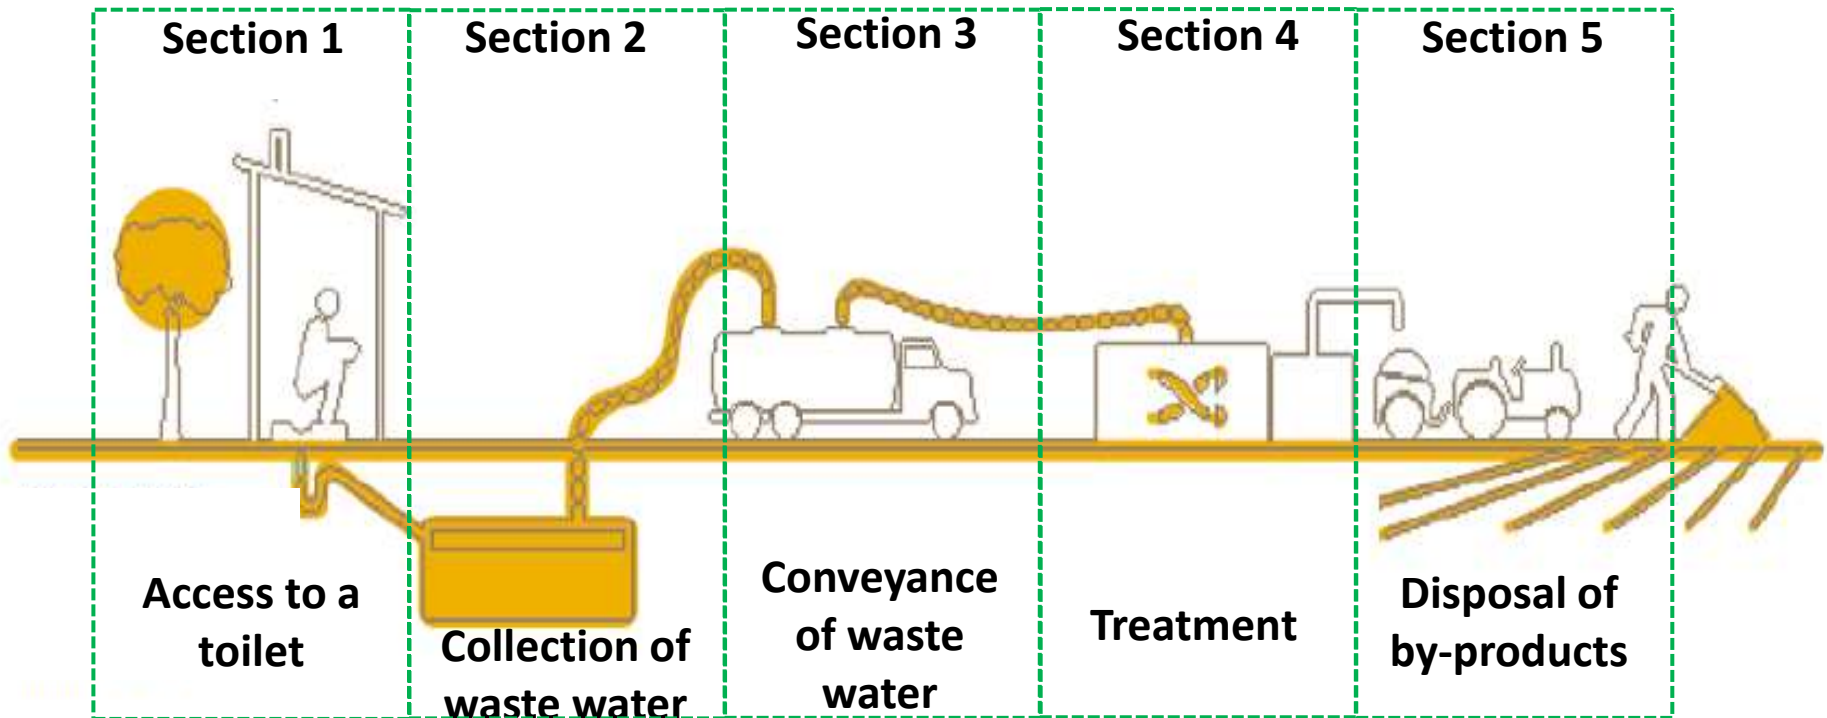 Section 1
Section 2
Section 3
Section 4
Section 5
Access to a
toilet
Collection of
waste water
Conveyance
of waste
water
Treatment
Disposal of
by-products